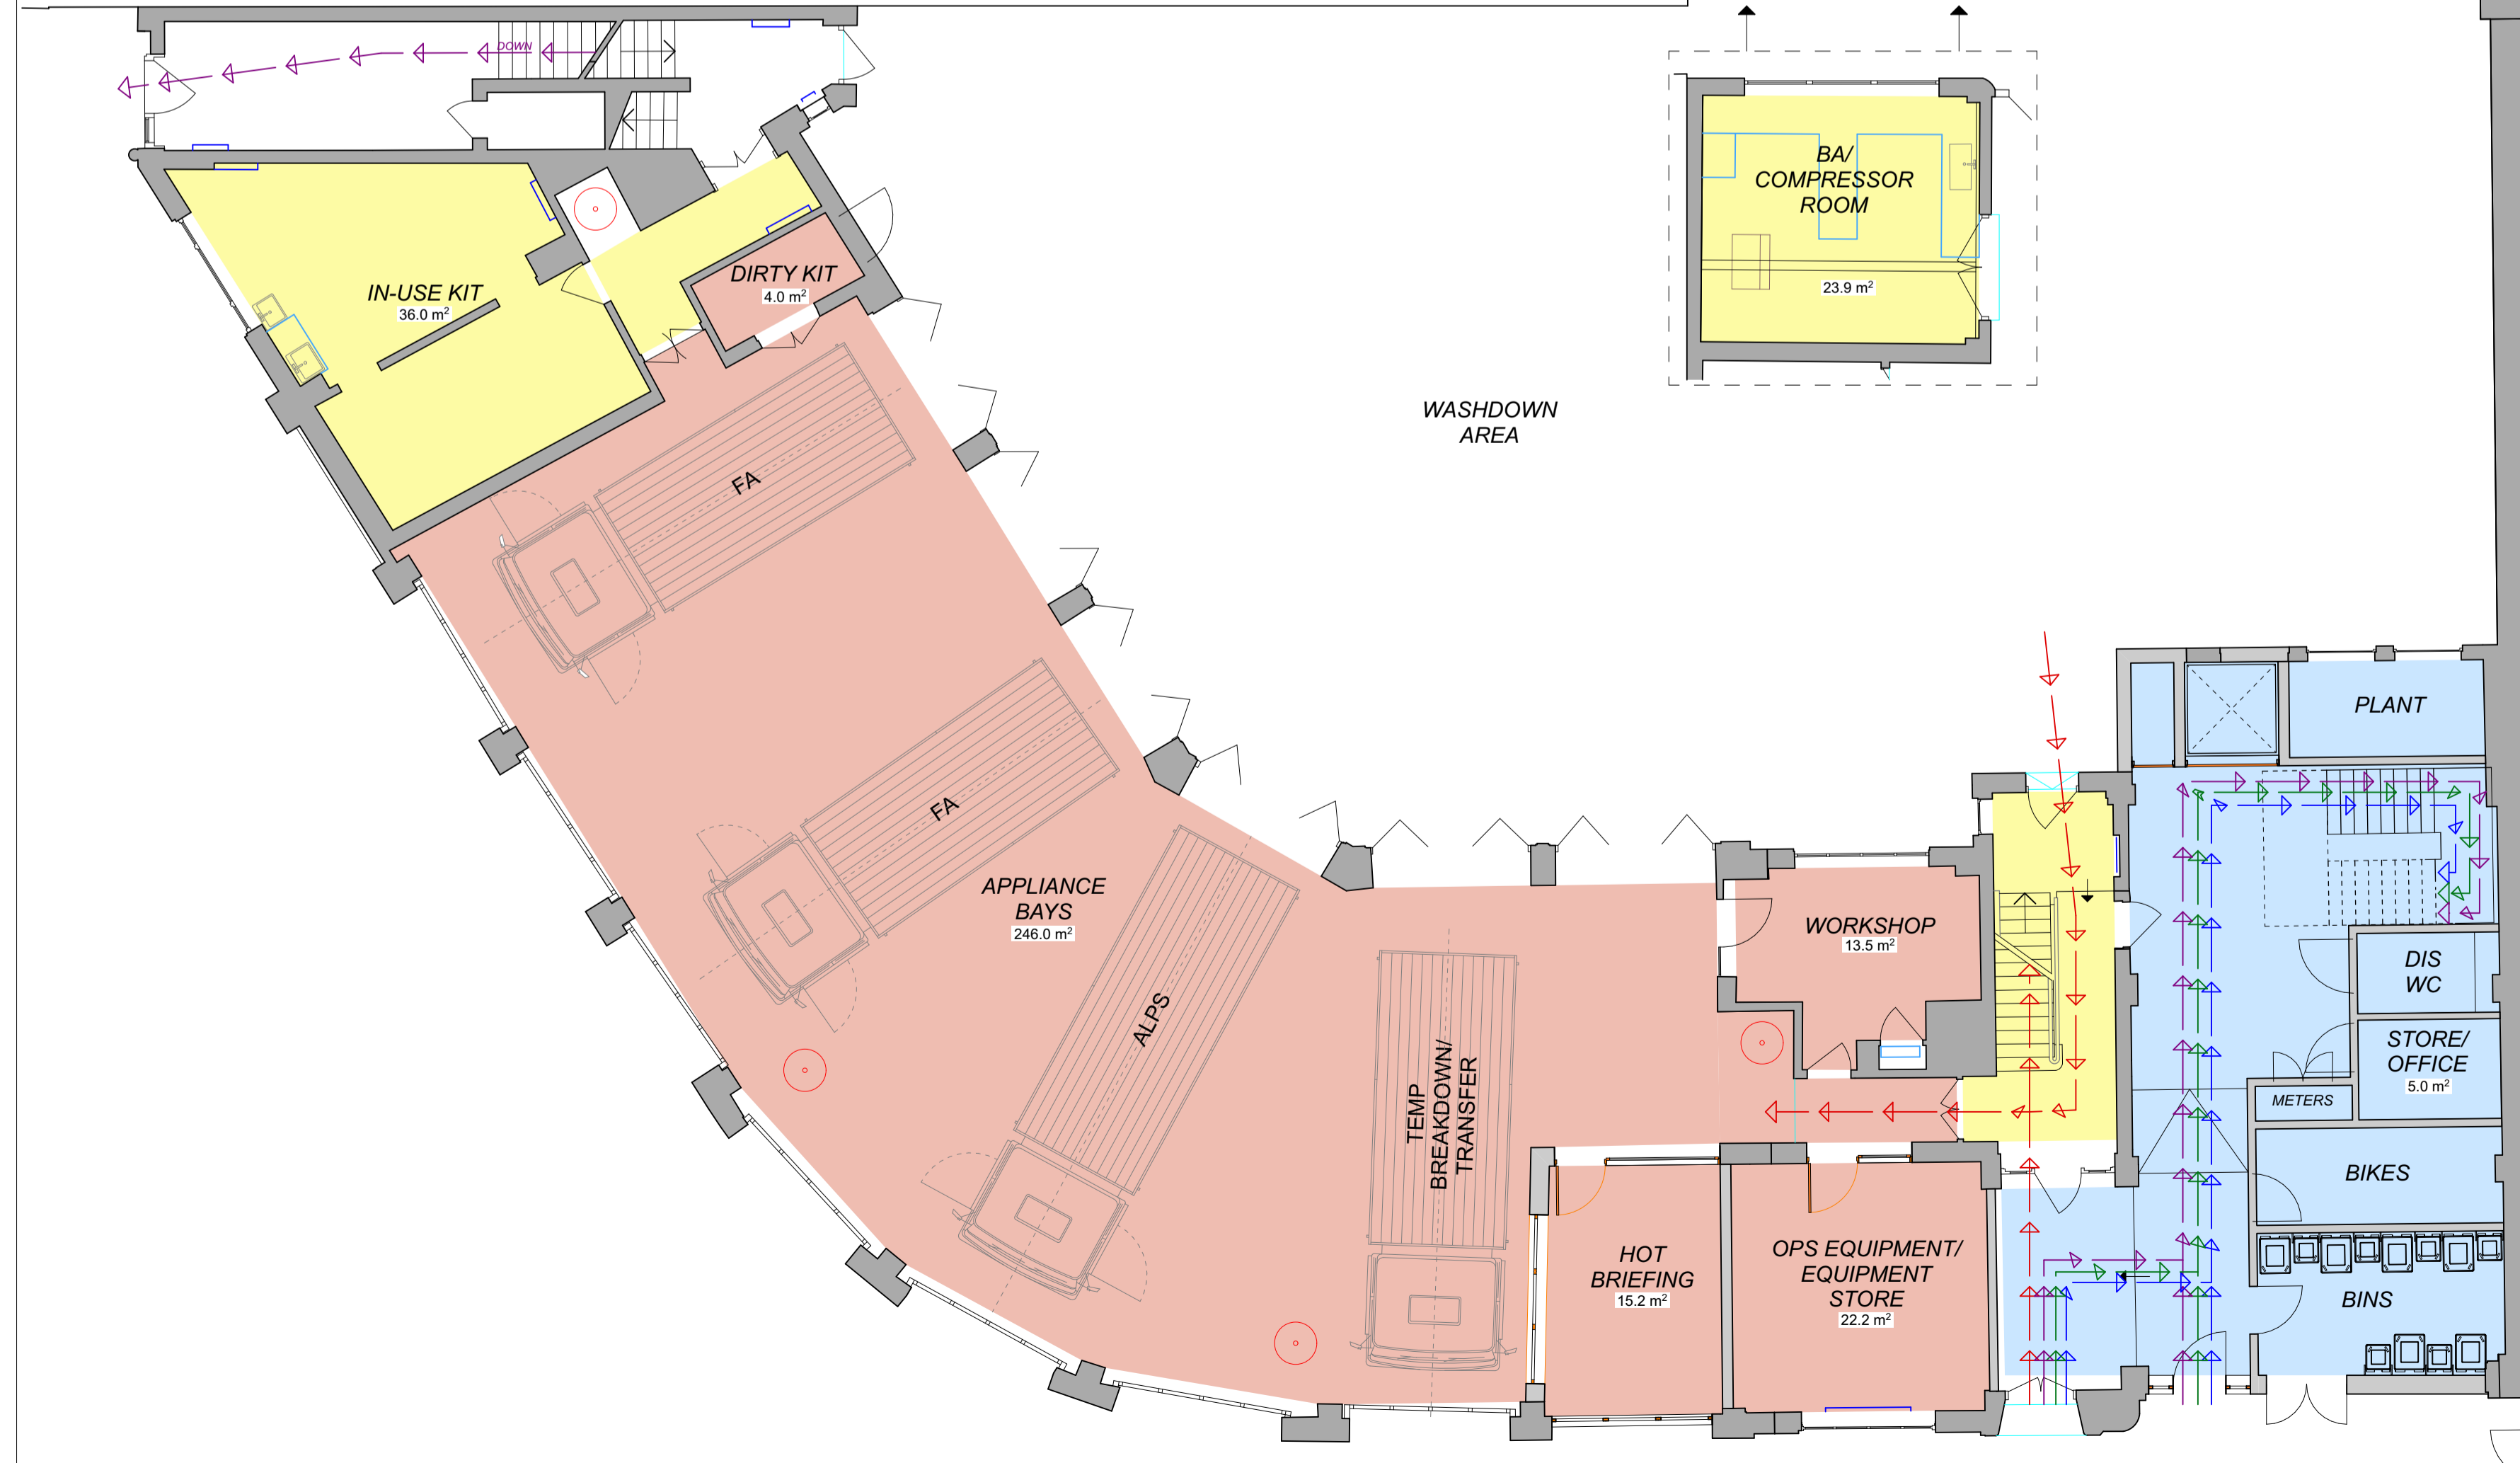 DOWN
BA/
COMPRESSOR
ROOM
23.9 m²
IN-USE KIT
36.0 m²
DIRTY KIT
4.0 m²
WASHDOWN
AREA
FA
FA
ALPS
TEMP
BREAKDOWN/
TRANSFER
APPLIANCE
BAYS
246.0 m²
WORKSHOP
13.5 m²
HOT
BRIEFING
15.2 m²
OPS EQUIPMENT/
EQUIPMENT
STORE
22.2 m²
PLANT
DIS
WC
STORE/
OFFICE
5.0 m²
METERS
BIKES
BINS